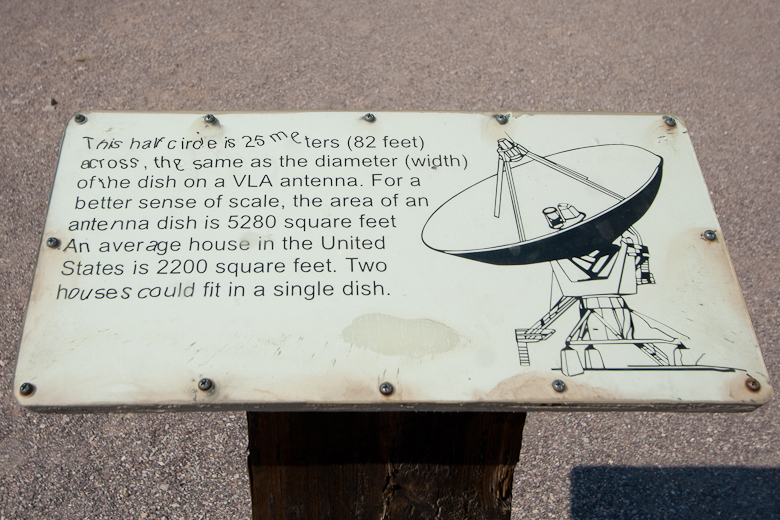 This half circle is 25 meters (82 feet)
across, the same as the diameter (width)
of the dish on a VLA antenna. For a
better sense of scale, the area of an
antenna dish is 5280 square feet
An average house in the United
States is 2200 square feet. Two
houses could fit in a single dish.